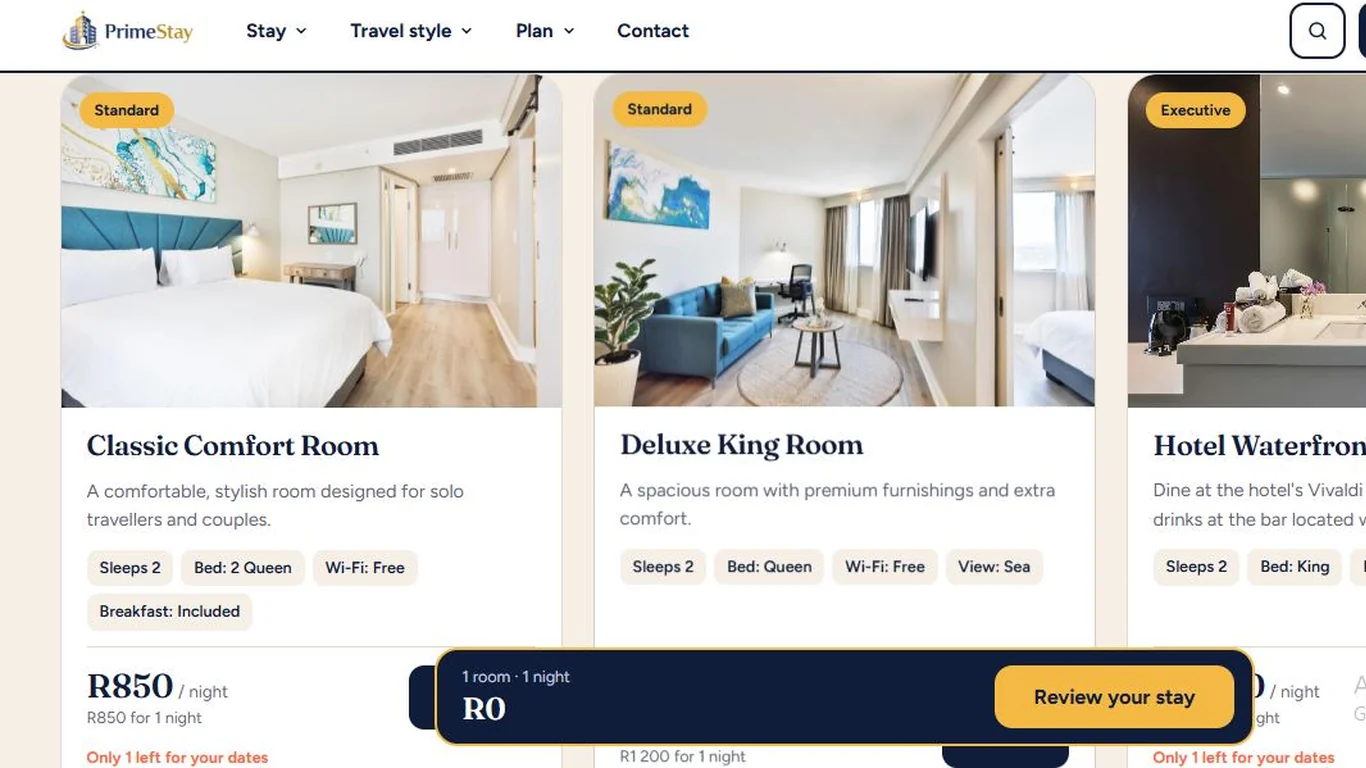 PrimeStay
Stay
Travel style
Plan
Contact
Standard
Classic Comfort Room
A comfortable, stylish room designed for solo
travellers and couples.
Sleeps 2
Bed: 2 Queen
Wi-Fi: Free
Breakfast: Included
R850 / night
R850 for 1 night
Only 1 left for your dates
Standard
Deluxe King Room
A spacious room with premium furnishings and extra
comfort.
Sleeps 2
Bed: Queen
Wi-Fi: Free
View: Sea
R1 200 for 1 night
Executive
Hotel
Dine at the hotel's Vivaldi
drinks at the bar located
Sleeps 2
Bed: King
/ night
Only 1 left for your dates
1 room · 1 night
R0
Review your stay